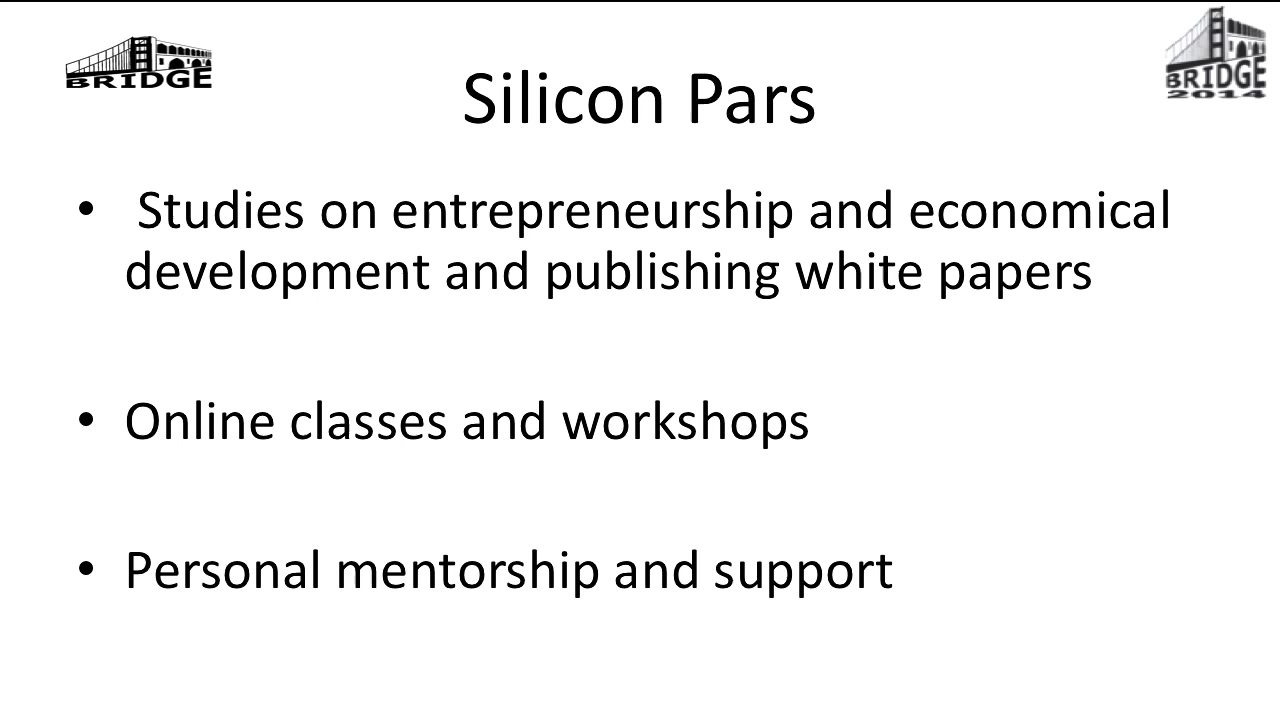 BRIDGE
BRIDGE
2014
Silicon Pars
• Studies on entrepreneurship and economical
development and publishing white papers
• Online classes and workshops
• Personal mentorship and support